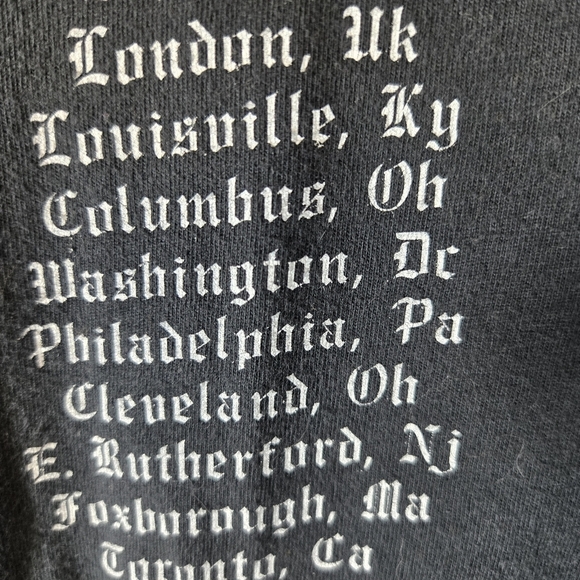 London, Uk
Louisville, Ky
Columbus, Oh
Washington, Dc
Philadelphia, Pa
Cleveland, Oh
E. Rutherford, Nj
Foxborough, Ma
Toronto, Ca